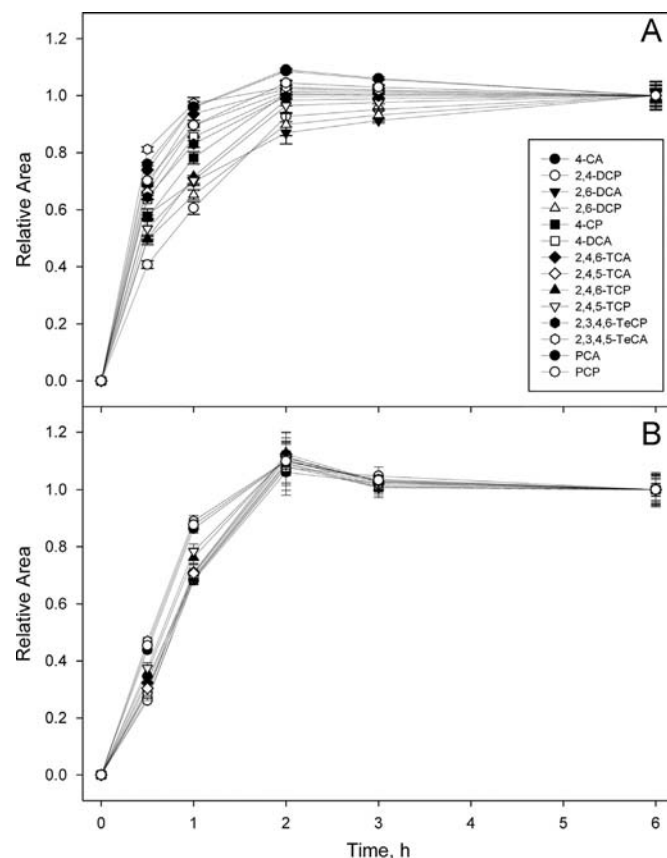 A
1.2
1.0
0.8
0.6
0.4
0.2
0.0
Relative Area
4-CA
2,4-DCP
2,6-DCA
2,6-DCP
4-CP
4-DCA
2,4,6-TCA
2,4,5-TCA
2,4,6-TCP
2,4,5-TCP
2,3,4,6-TeCP
2,3,4,5-TeCA
PCA
PCP
B
1.2
1.0
0.8
0.6
0.4
0.2
0.0
Relative Area
0 1 2 3 4 5 6
Time, h